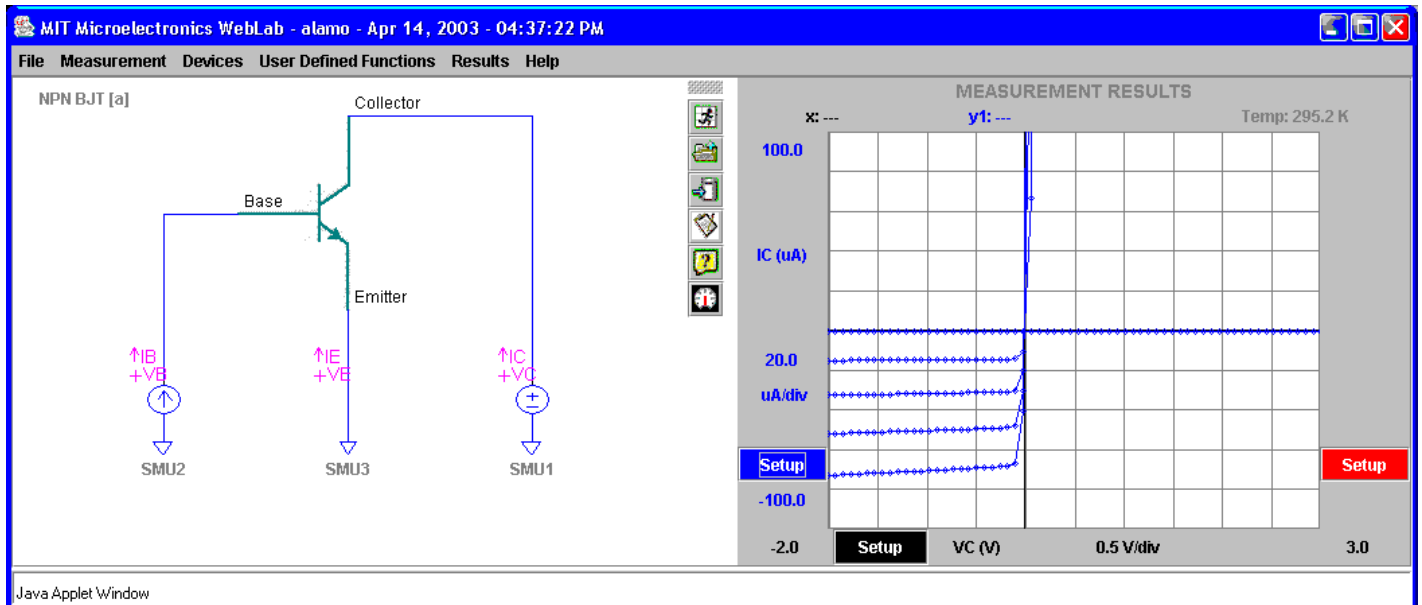 MIT Microelectronics WebLab - alamo - Apr 14, 2003 - 04:37:22 PM
File Measurement Devices User Defined Functions Results Help
NPN BJT [a]
Collector
Base
Emitter
↑IB
+VB
↑IE
+VE
↑IC
+VC
SMU2
SMU3
SMU1
MEASUREMENT RESULTS
x: ---
y1: ---
Temp: 295.2 K
100.0
IC (uA)
20.0
uA/div
Setup
Setup
-100.0
-2.0
Setup
VC (V)
0.5 V/div
3.0
Java Applet Window